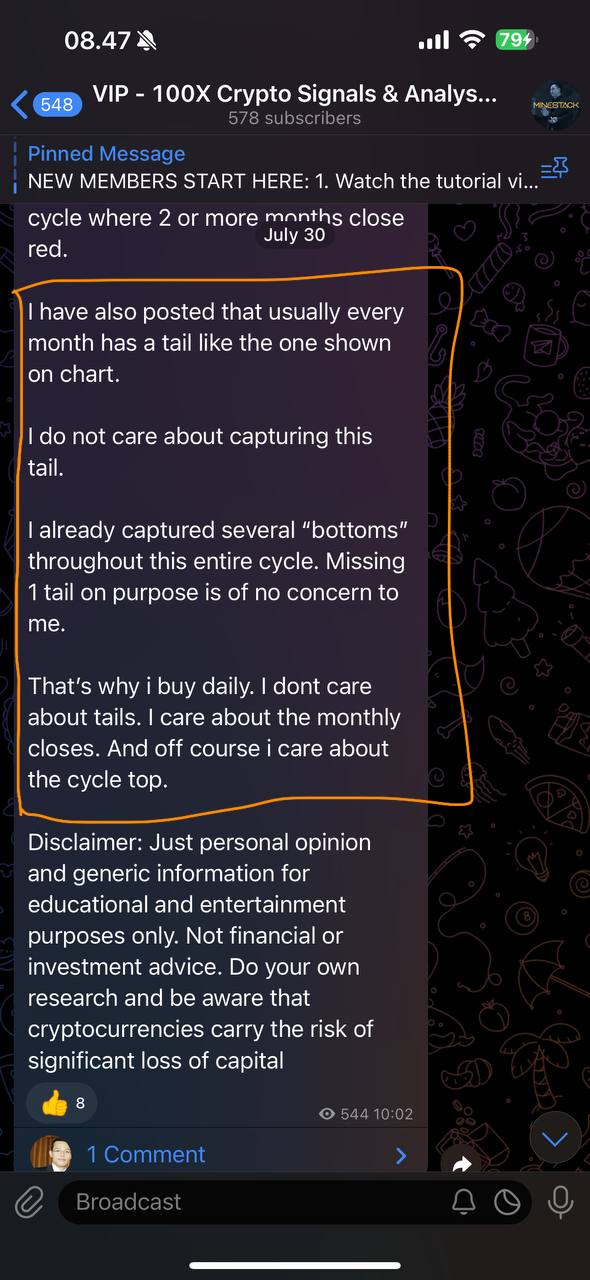 08.47
79
548
VIP - 100X Crypto Signals & Analys...
578 subscribers
MINESTACK
Pinned Message
NEW MEMBERS START HERE: 1. Watch the tutorial vi...
cycle where 2 or more months close
July 30
red.
I have also posted that usually every
month has a tail like the one shown
on chart.
I do not care about capturing this
tail.
I already captured several “bottoms”
throughout this entire cycle. Missing
1 tail on purpose is of no concern to
me.
That’s why i buy daily. I dont care
about tails. I care about the monthly
closes. And off course i care about
the cycle top.
Disclaimer: Just personal opinion
and generic information for
educational and entertainment
purposes only. Not financial or
investment advice. Do your own
research and be aware that
cryptocurrencies carry the risk of
significant loss of capital
8
544 10:02
1 Comment
Broadcast